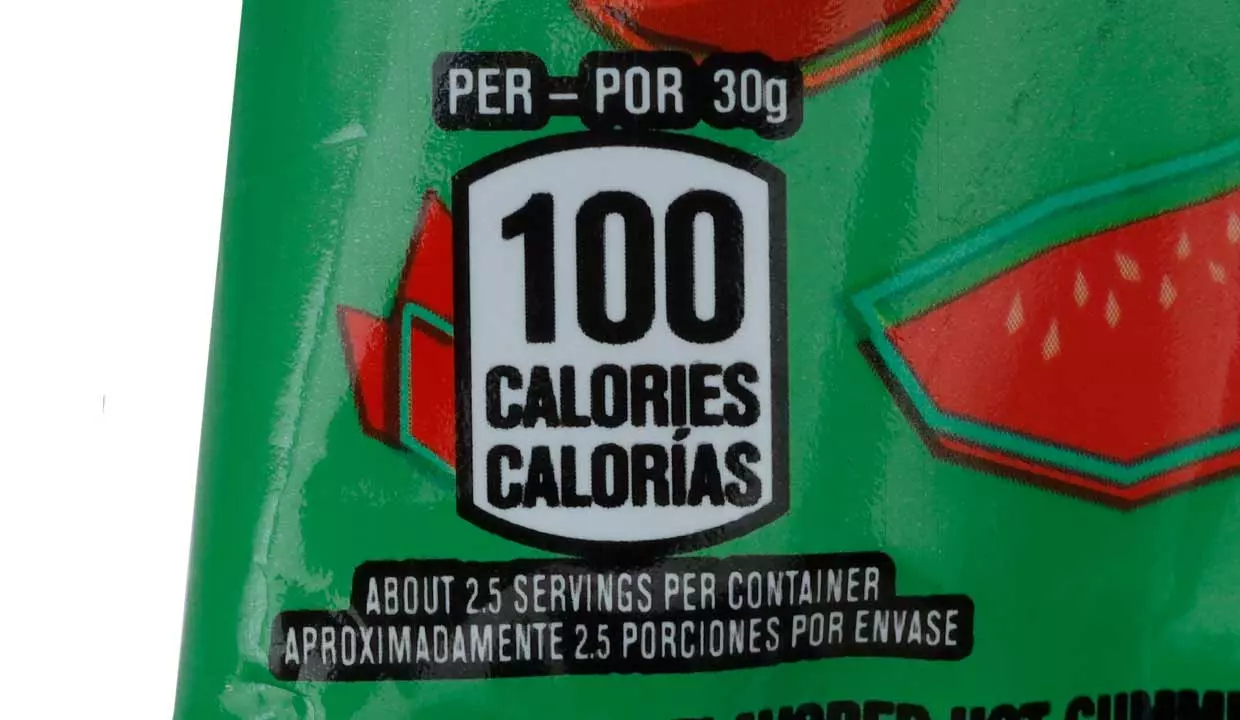 PER – POR 30g
100
CALORIES
CALORÍAS
ABOUT 2.5 SERVINGS PER CONTAINER
APROXIMADAMENTE 2.5 PORCIONES POR ENVASE